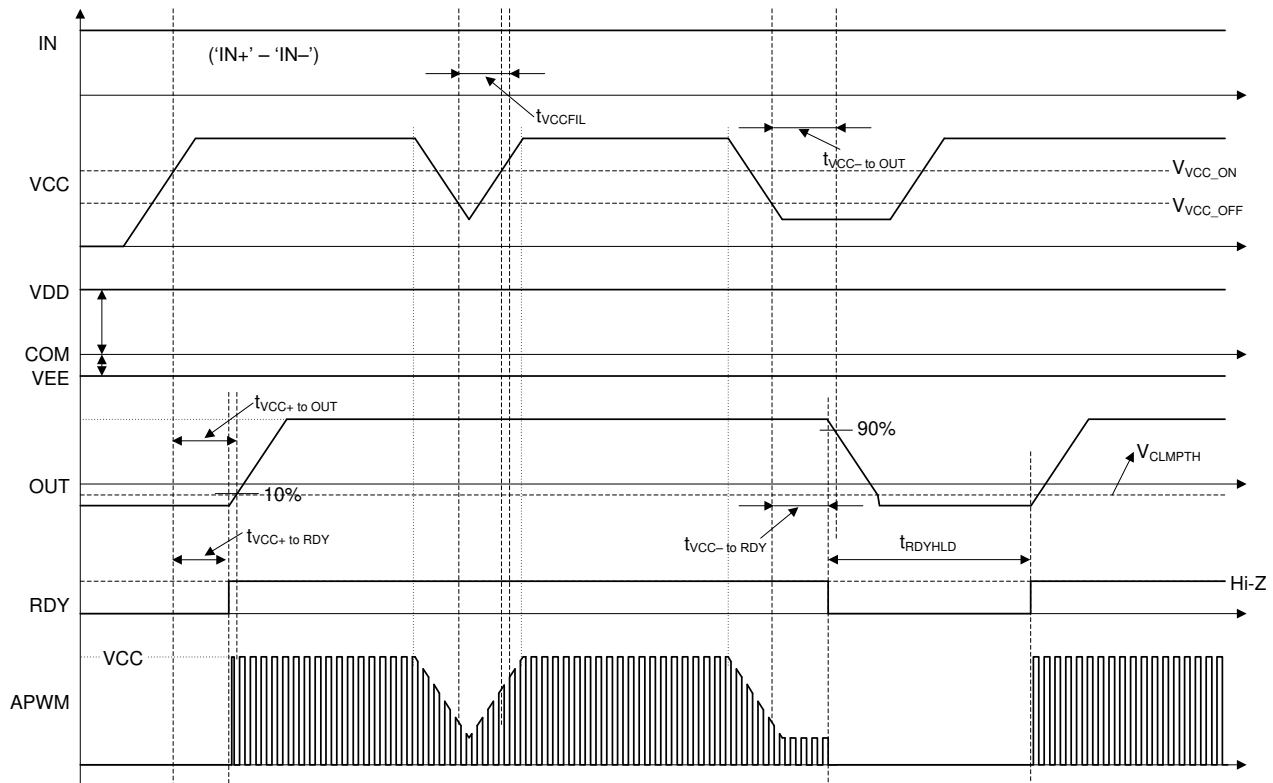 IN
('IN+' – 'IN–')
tVCCFIL
tVCC– to OUT
VCC
VVCC_ON
VVCC_OFF
VDD
COM
VEE
tVCC+ to OUT
90%
VCLMPTH
OUT
10%
tVCC+ to RDY
tVCC– to RDY
tRDYHLD
Hi-Z
RDY
VCC
APWM